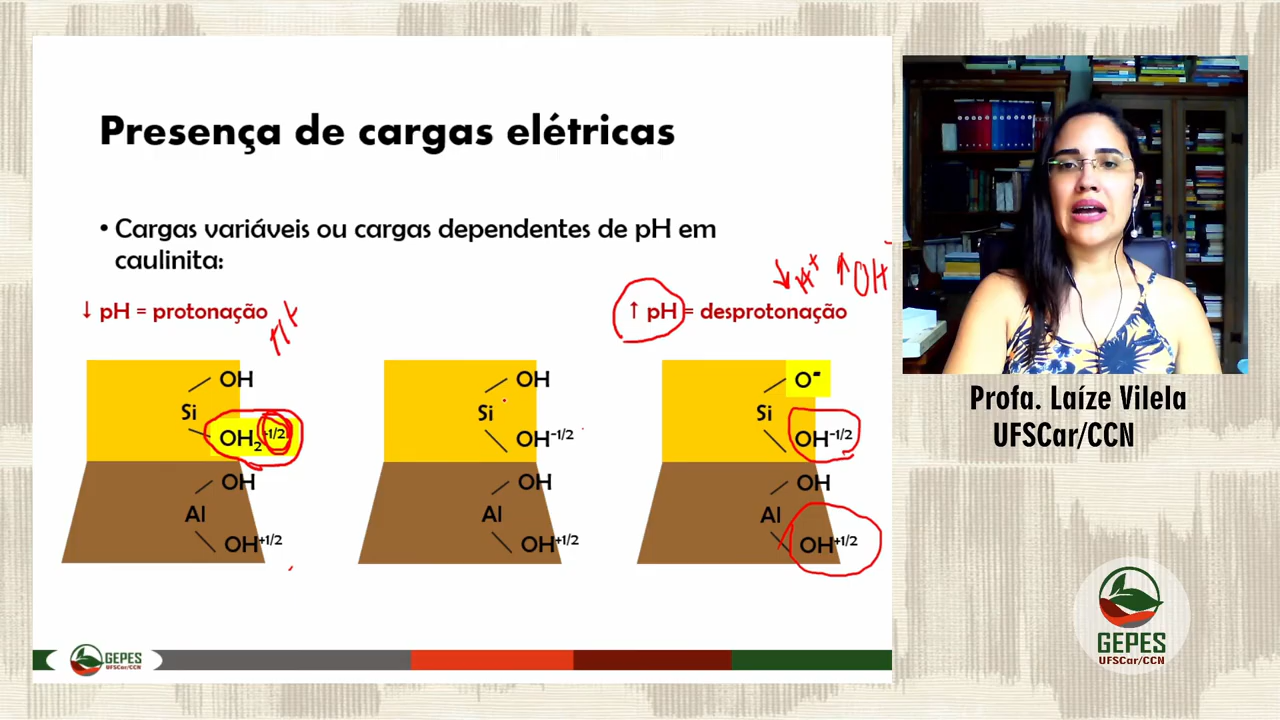 Presença de cargas elétricas
• Cargas variáveis ou cargas dependentes de pH em
caulinita:
↓ pH = protonação
H+
↑ pH = desprotonação
↓ H+ ↑ OH-
OH
Si
OH2-1/2
OH
Al
OH+1/2
OH
Si
OH-1/2
OH
Al
OH+1/2
O-
Si
OH-1/2
OH
Al
OH+1/2
GEPES
UFSCar/CCN
Profa. Laíze Vilela
UFSCar/CCN
GEPES
UFSCar/CCN